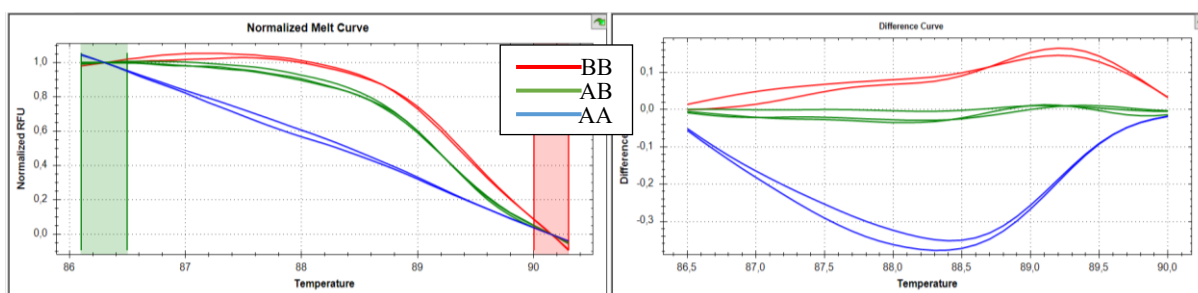 Normalized Melt Curve
Normalized RFU
1,0
0,8
0,6
0,4
0,2
0,0
86
87
88
89
90
Temperature
BB
AB
AA
Difference Curve
Difference
0,1
0,0
-0,1
-0,2
-0,3
86,5
87,0
87,5
88,0
88,5
89,0
89,5
90,0
Temperature